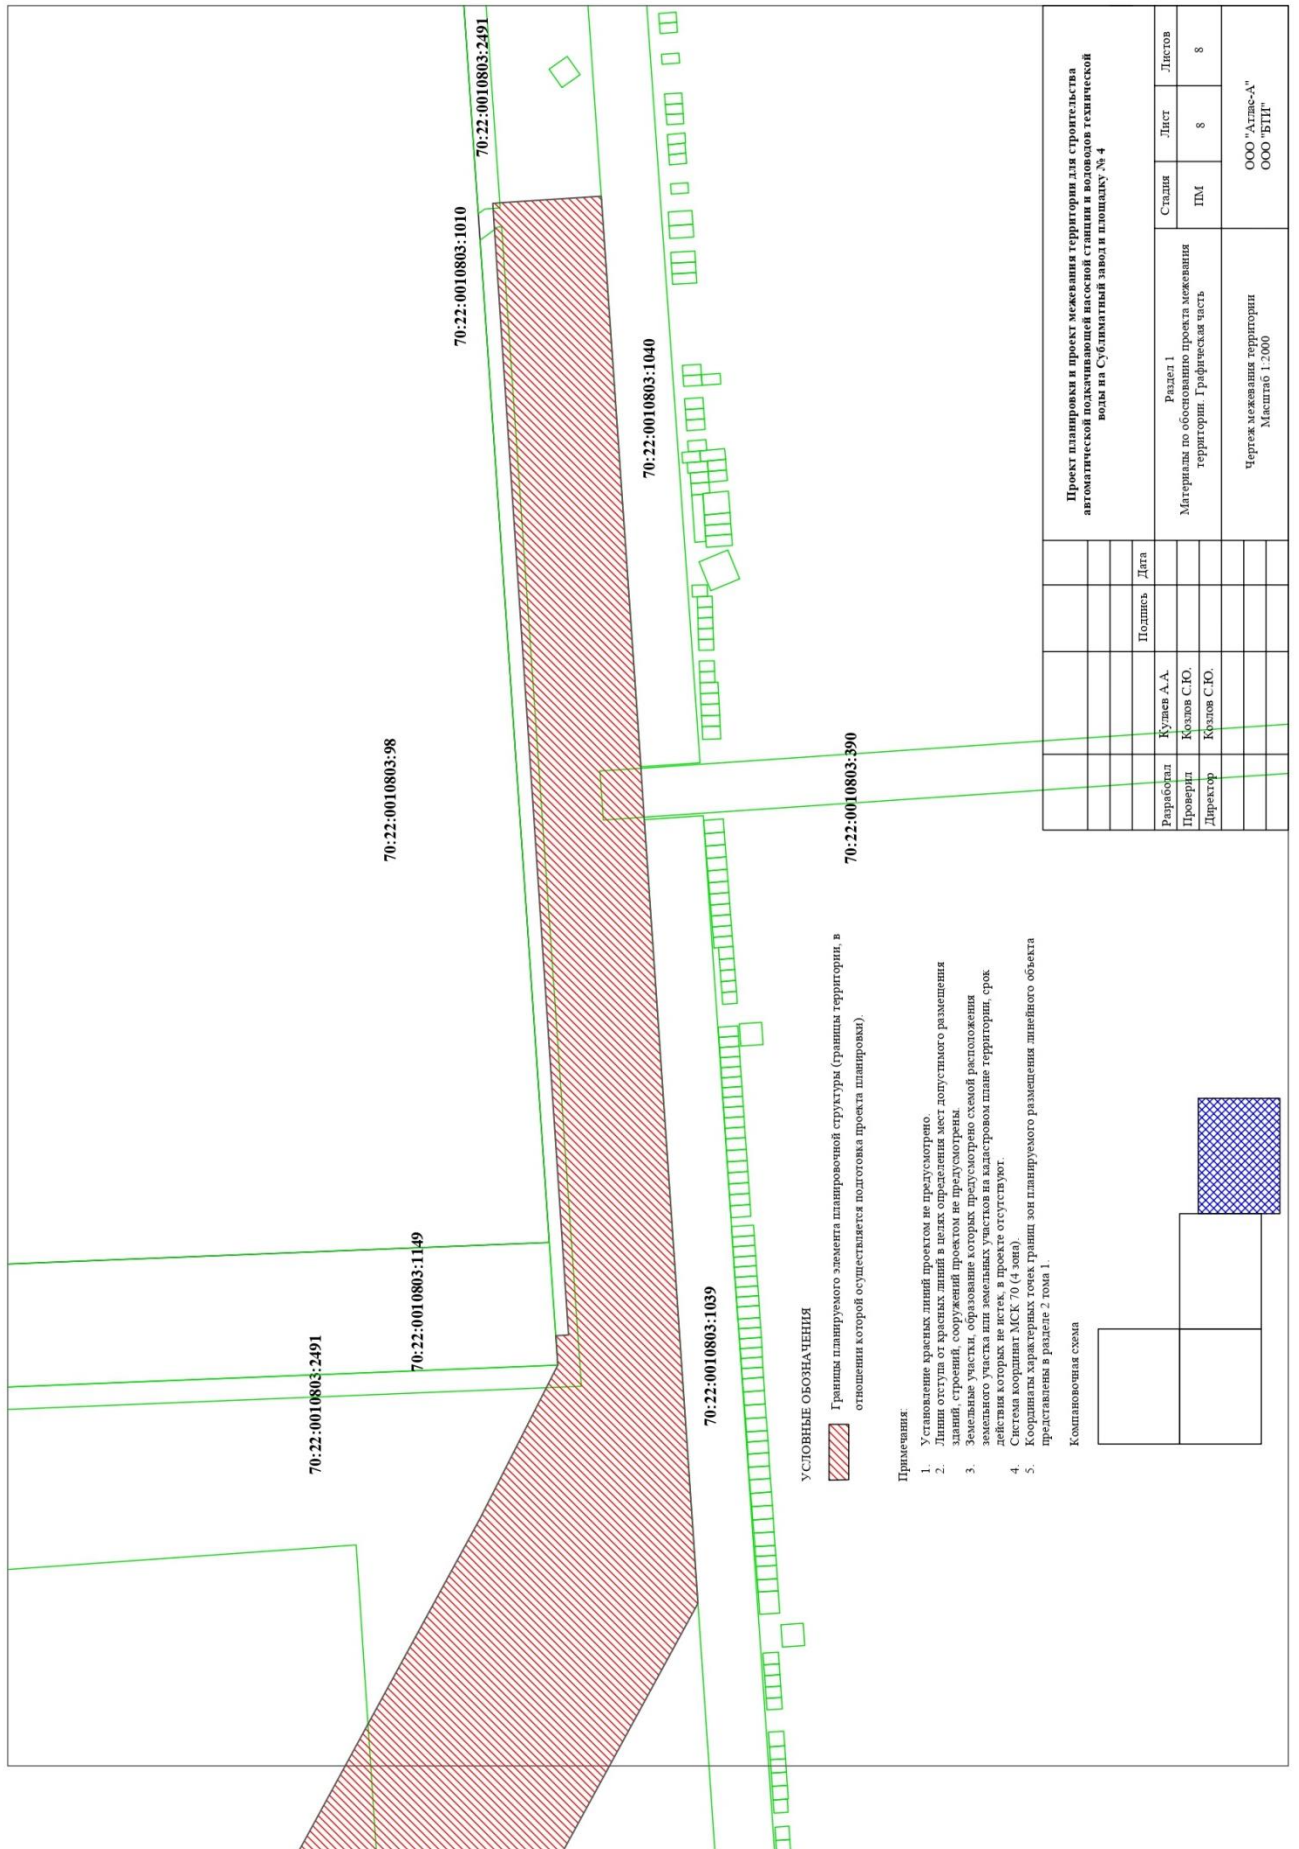 70:22:0010803:2491
70:22:0010803:1010
70:22:0010803:1040
70:22:0010803:98
70:22:0010803:390
70:22:0010803:1149
70:22:0010803:2491
70:22:0010803:1039
УСЛОВНЫЕ ОБОЗНАЧЕНИЯ
Границы планируемого элемента планировочной структуры (границы территории, в
отношении которой осуществляется подготовка проекта планировки).
Примечания:
1. Установление красных линий проектом не предусмотрено.
2. Линии отступа от красных линий в целях определения мест допустимого размещения
зданий, строений, сооружений проектом не предусмотрены.
3. Земельные участки, образование которых предусмотрено схемой расположения
земельного участка или земельных участков на кадастровом плане территории, срок
действия которых не истек, в проекте отсутствуют.
4. Система координат МСК 70 (4 зона).
5. Координаты характерных точек границ зон планируемого размещения линейного объекта
представлены в разделе 2 тома 1.
Компановочная схема
Проект планировки и проект межевания территории для строительства
автоматической подкачивающей насосной станции и водоводов технической
воды на Сублиматный завод и площадку № 4
Подпись Дата
Разработал Кулаев А.А.
Проверил Козлов С.Ю.
Директор Козлов С.Ю.
Раздел 1
Материалы по обоснованию проекта межевания
территории. Графическая часть
Стадия Лист Листов
ПМ 8 8
Чертеж межевания территории
Масштаб 1:2000
ООО "Атлас-А"
ООО "БТИ"